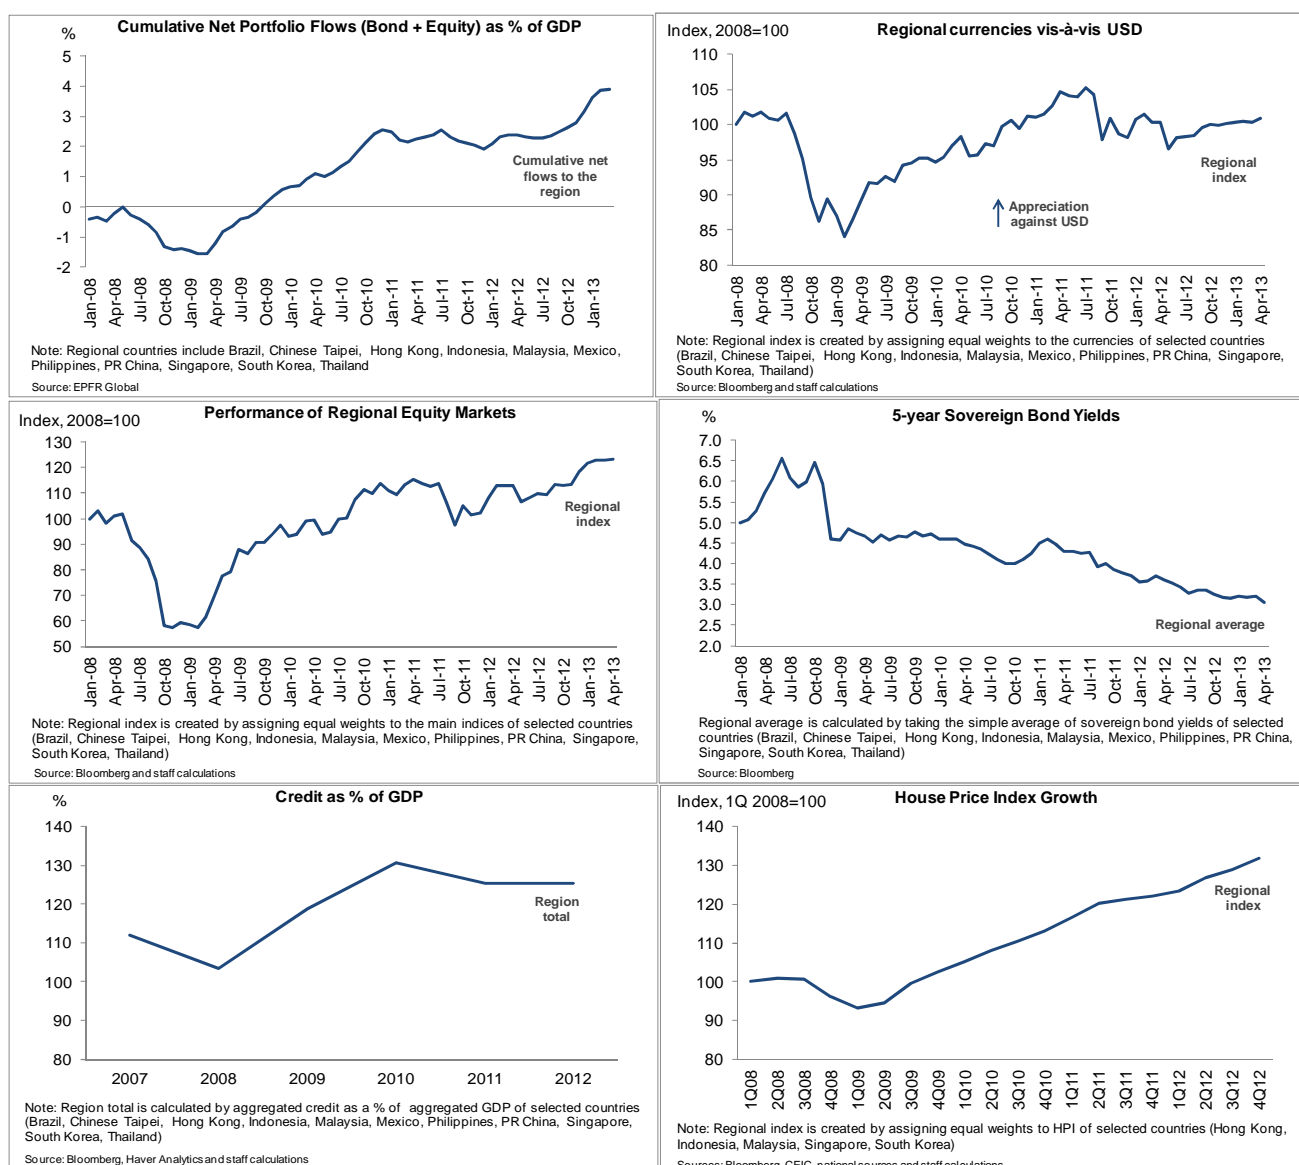 Cumulative Net Portfolio Flows (Bond + Equity) as % of GDP
%
5
4
3
2
1
0
-1
-2
Cumulative net
flows to the
region
Jan-08
Apr-08
Jul-08
Oct-08
Jan-09
Apr-09
Jul-09
Oct-09
Jan-10
Apr-10
Jul-10
Oct-10
Jan-11
Apr-11
Jul-11
Oct-11
Jan-12
Apr-12
Jul-12
Oct-12
Jan-13
Note: Regional countries include Brazil, Chinese Taipei, Hong Kong, Indonesia, Malaysia, Mexico,
Philippines, PR China, Singapore, South Korea, Thailand
Source: EPFR Global
Index, 2008=100
Regional currencies vis-à-vis USD
110
105
100
95
90
85
80
Regional
index
Appreciation
against USD
Jan-08
Apr-08
Jul-08
Oct-08
Jan-09
Apr-09
Jul-09
Oct-09
Jan-10
Apr-10
Jul-10
Oct-10
Jan-11
Apr-11
Jul-11
Oct-11
Jan-12
Apr-12
Jul-12
Oct-12
Jan-13
Apr-13
Note: Regional index is created by assigning equal weights to the currencies of selected countries
(Brazil, Chinese Taipei, Hong Kong, Indonesia, Malaysia, Mexico, Philippines, PR China, Singapore,
South Korea, Thailand)
Source: Bloomberg and staff calculations
Performance of Regional Equity Markets
Index, 2008=100
130
120
110
100
90
80
70
60
50
Regional
index
Jan-08
Apr-08
Jul-08
Oct-08
Jan-09
Apr-09
Jul-09
Oct-09
Jan-10
Apr-10
Jul-10
Oct-10
Jan-11
Apr-11
Jul-11
Oct-11
Jan-12
Apr-12
Jul-12
Oct-12
Jan-13
Apr-13
Note: Regional index is created by assigning equal weights to the main indices of selected countries
(Brazil, Chinese Taipei, Hong Kong, Indonesia, Malaysia, Mexico, Philippines, PR China, Singapore,
South Korea, Thailand)
Source: Bloomberg and staff calculations
%
5-year Sovereign Bond Yields
7.0
6.5
6.0
5.5
5.0
4.5
4.0
3.5
3.0
2.5
2.0
Regional average
Jan-08
Apr-08
Jul-08
Oct-08
Jan-09
Apr-09
Jul-09
Oct-09
Jan-10
Apr-10
Jul-10
Oct-10
Jan-11
Apr-11
Jul-11
Oct-11
Jan-12
Apr-12
Jul-12
Oct-12
Jan-13
Apr-13
Regional average is calculated by taking the simple average of sovereign bond yields of selected
countries (Brazil, Chinese Taipei, Hong Kong, Indonesia, Malaysia, Mexico, Philippines, PR China,
Singapore, South Korea, Thailand)
Source: Bloomberg
%
Credit as % of GDP
140
130
120
110
100
90
80
Region
total
2007
2008
2009
2010
2011
2012
Note: Region total is calculated by aggregated credit as a % of aggregated GDP of selected countries
(Brazil, Chinese Taipei, Hong Kong, Indonesia, Malaysia, Mexico, Philippines, PR China, Singapore,
South Korea, Thailand)
Source: Bloomberg, Haver Analytics and staff calculations
Index, 1Q 2008=100
House Price Index Growth
140
130
120
110
100
90
80
Regional
index
1Q08
2Q08
3Q08
4Q08
1Q09
2Q09
3Q09
4Q09
1Q10
2Q10
3Q10
4Q10
1Q11
2Q11
3Q11
4Q11
1Q12
2Q12
3Q12
4Q12
Note: Regional index is created by assigning equal weights to HPI of selected countries (Hong Kong,
Indonesia, Malaysia, Singapore, South Korea)
Sources: Bloomberg, CEIC, national sources and staff calculations